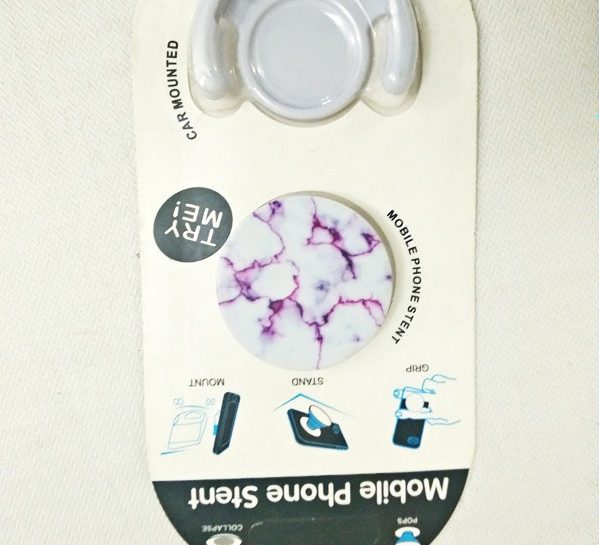 POPS
COLLAPSE
Mobile Phone Stent
GRIP
STAND
MOUNT
MOBILE PHONE STENT
TRY
ME!
CAR MOUNTED